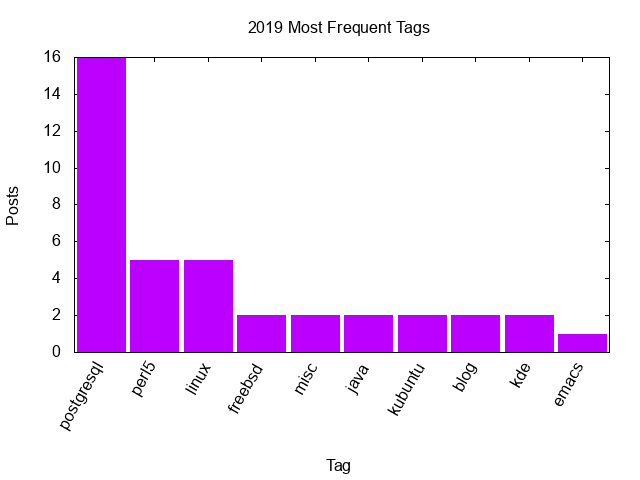 2019 Most Frequent Tags
16
14
12
10
8
6
4
2
0
Posts
postgresql
perl5
linux
freebsd
misc
java
kubuntu
blog
kde
emacs
Tag